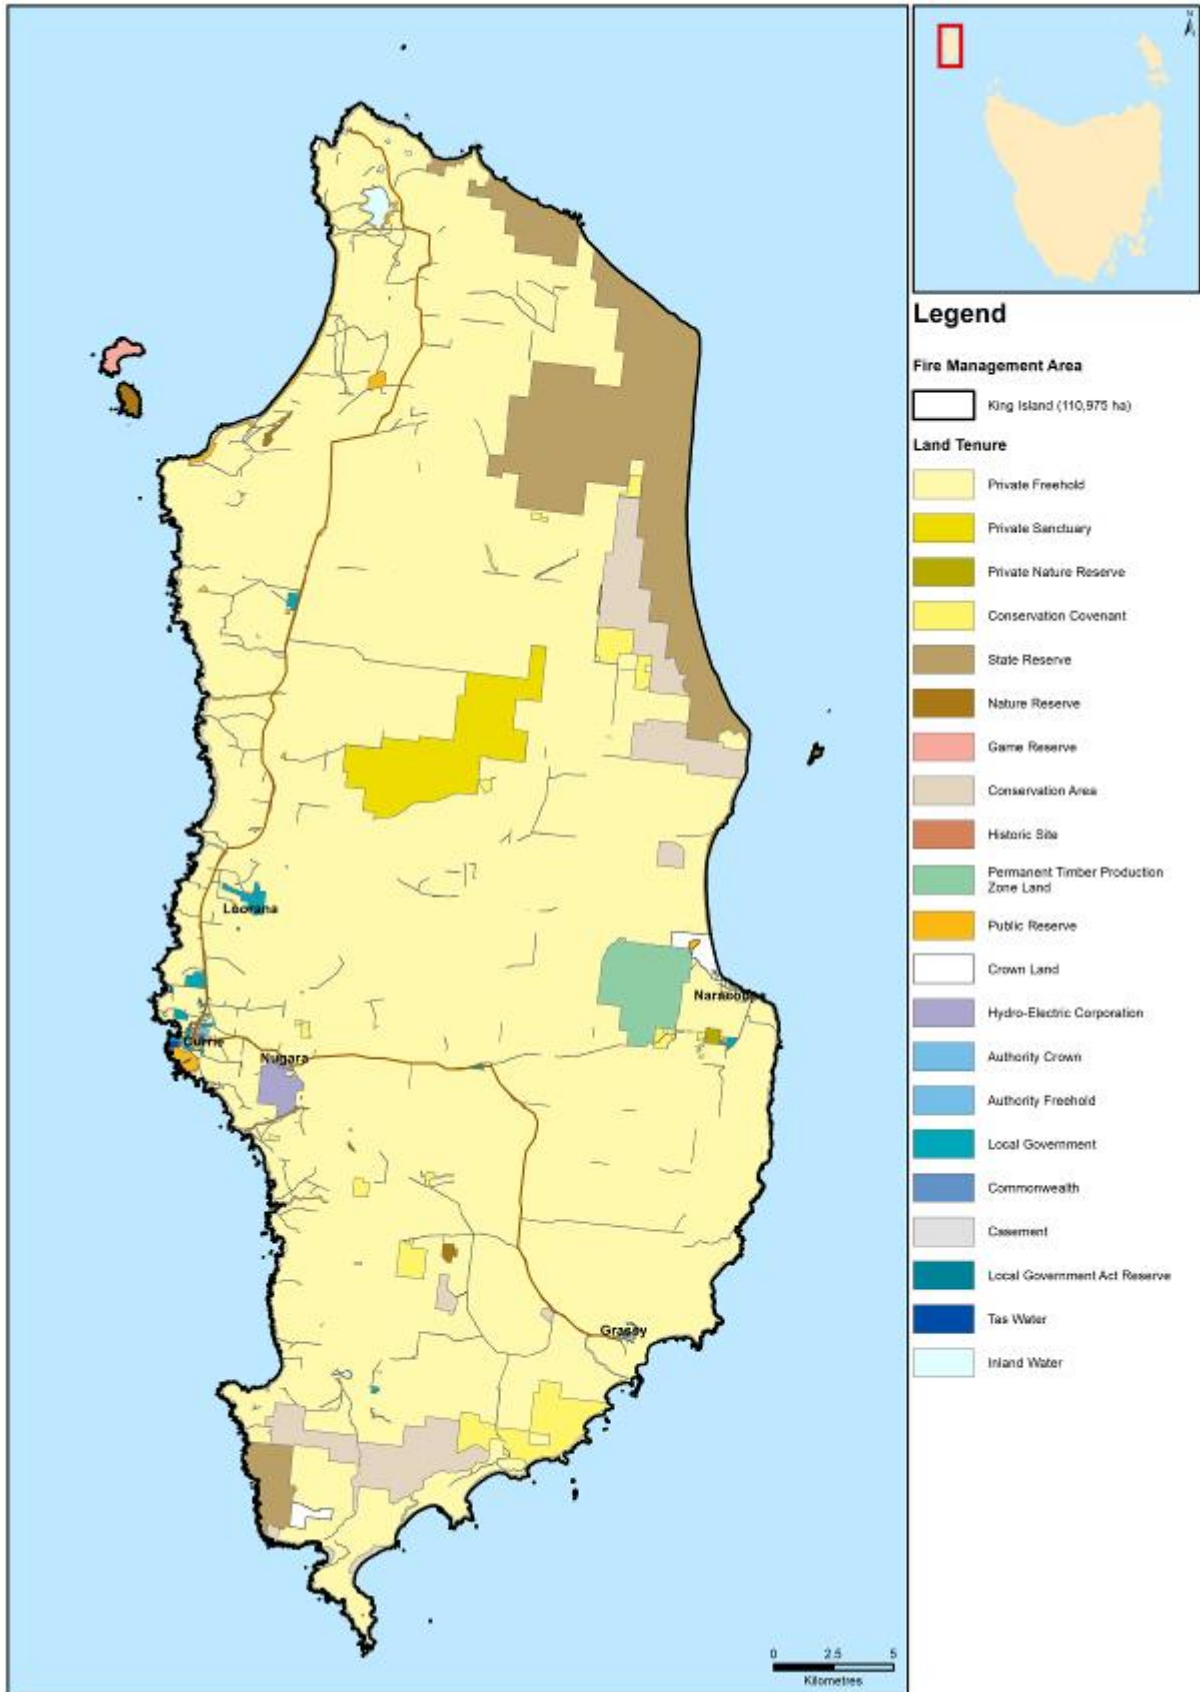 N
Legend
Fire Management Area
King Island (110,975 ha)
Land Tenure
Private Freehold
Private Sanctuary
Private Nature Reserve
Conservation Covenant
State Reserve
Nature Reserve
Game Reserve
Conservation Area
Historic Site
Permanent Timber Production
Zone Land
Public Reserve
Crown Land
Hydro-Electric Corporation
Authority Crown
Authority Freehold
Local Government
Commonwealth
Casement
Local Government Act Reserve
Tas Water
Inland Water
Loorana
Naracoopa
Currie
Nugara
Grassy
0 2.5 5
Kilometres